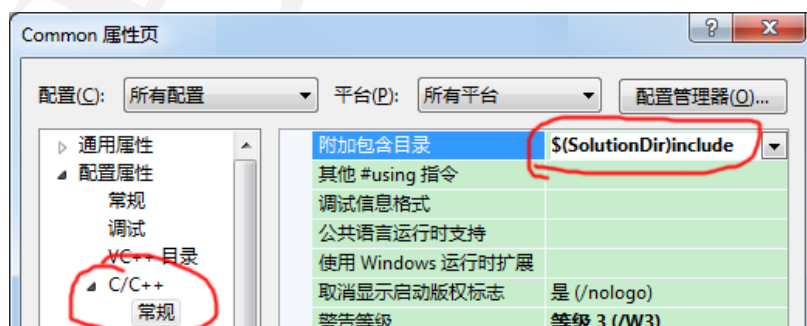 Common 属性页
配置(C): 所有配置 平台(P): 所有平台 配置管理器(O)...
通用属性
配置属性
常规
调试
VC++ 目录
C/C++
常规
附加包含目录 $(SolutionDir)include
其他 #using 指令
调试信息格式
公共语言运行时支持
使用 Windows 运行时扩展
取消显示启动版权标志 是 (/nologo)
警告等级 等级 3 (/W3)